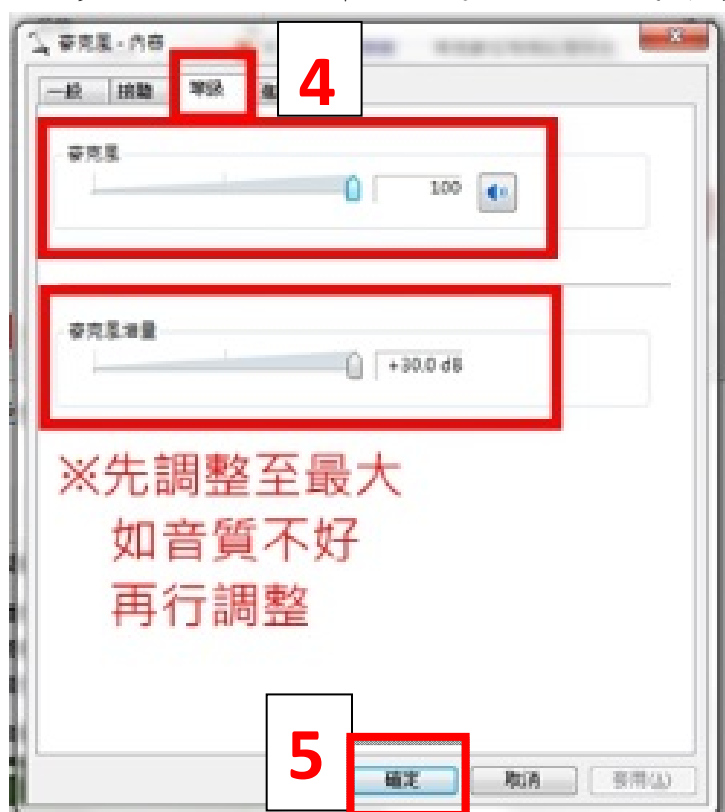 麥克風 - 內容
4
一般
接聽
等級
麥克風
100
麥克風增量
+30.0 dB
※先調整至最大
如音質不好
再行調整
5
確定
取消
套用(A)